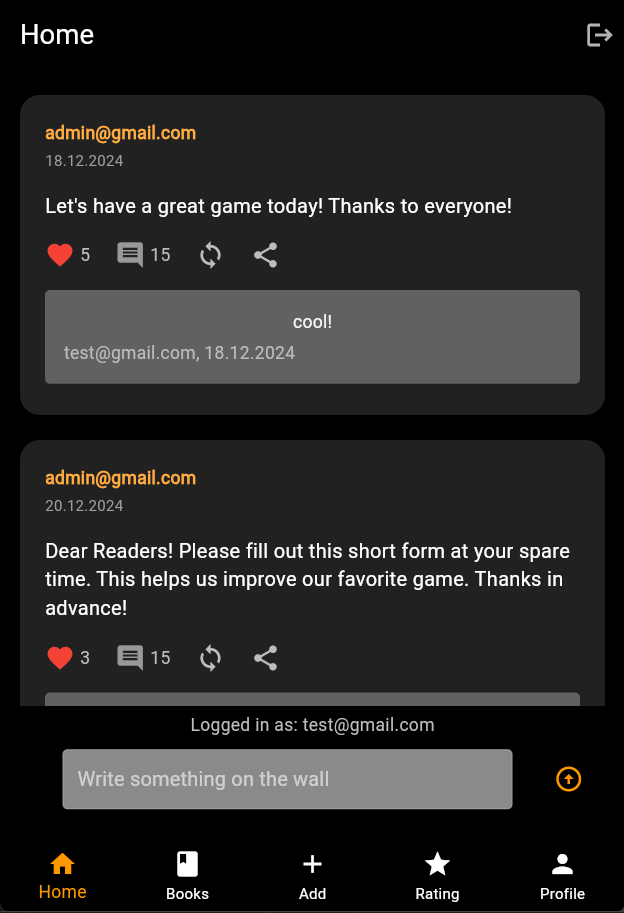 Home
admin@gmail.com
18.12.2024
Let's have a great game today! Thanks to everyone!
5 15
cool!
test@gmail.com, 18.12.2024
admin@gmail.com
20.12.2024
Dear Readers! Please fill out this short form at your spare
time. This helps us improve our favorite game. Thanks in
advance!
3 15
Logged in as: test@gmail.com
Write something on the wall
Home Books Add Rating Profile